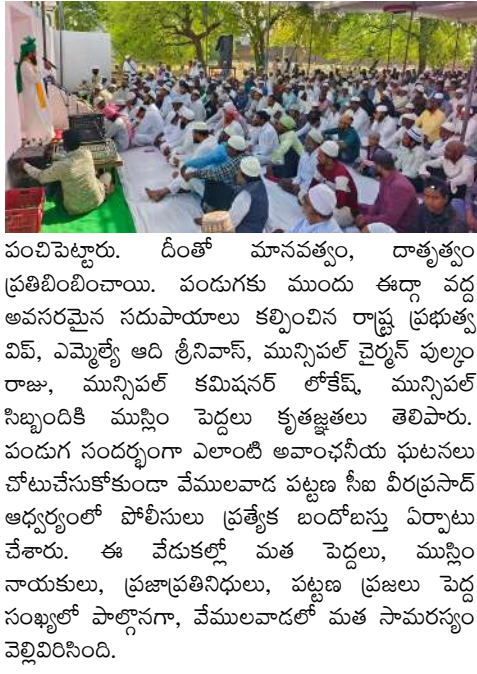 పంచిపెట్టారు. దీంతో మానవత్వం, దాతృత్వం
ప్రతిబింబించాయి. పండుగకు ముందు ఈద్గా వద్ద
అవసరమైన సదుపాయాలు కల్పించిన రాష్ట్ర ప్రభుత్వ
విప్, ఎమ్మెల్యే ఆది శ్రీనివాస్, మున్సిపల్ చైర్మన్ పుల్కం
రాజు, మున్సిపల్ కమిషనర్ లోకేష్, మున్సిపల్
సిబ్బందికి ముస్లిం పెద్దలు కృతజ్ఞతలు తెలిపారు.
పండుగ సందర్భంగా ఎలాంటి అవాంఛనీయ ఘటనలు
చోటుచేసుకోకుండా వేములవాడ పట్టణ సీఐ వీరప్రసాద్
ఆధ్వర్యంలో పోలీసులు ప్రత్యేక బందోబస్తు ఏర్పాటు
చేశారు. ఈ వేడుకల్లో మత పెద్దలు, ముస్లిం
నాయకులు, ప్రజాప్రతినిధులు, పట్టణ ప్రజలు పెద్ద
సంఖ్యలో పాల్గొనగా, వేములవాడలో మత సామరస్యం
వెల్లివిరిసింది.